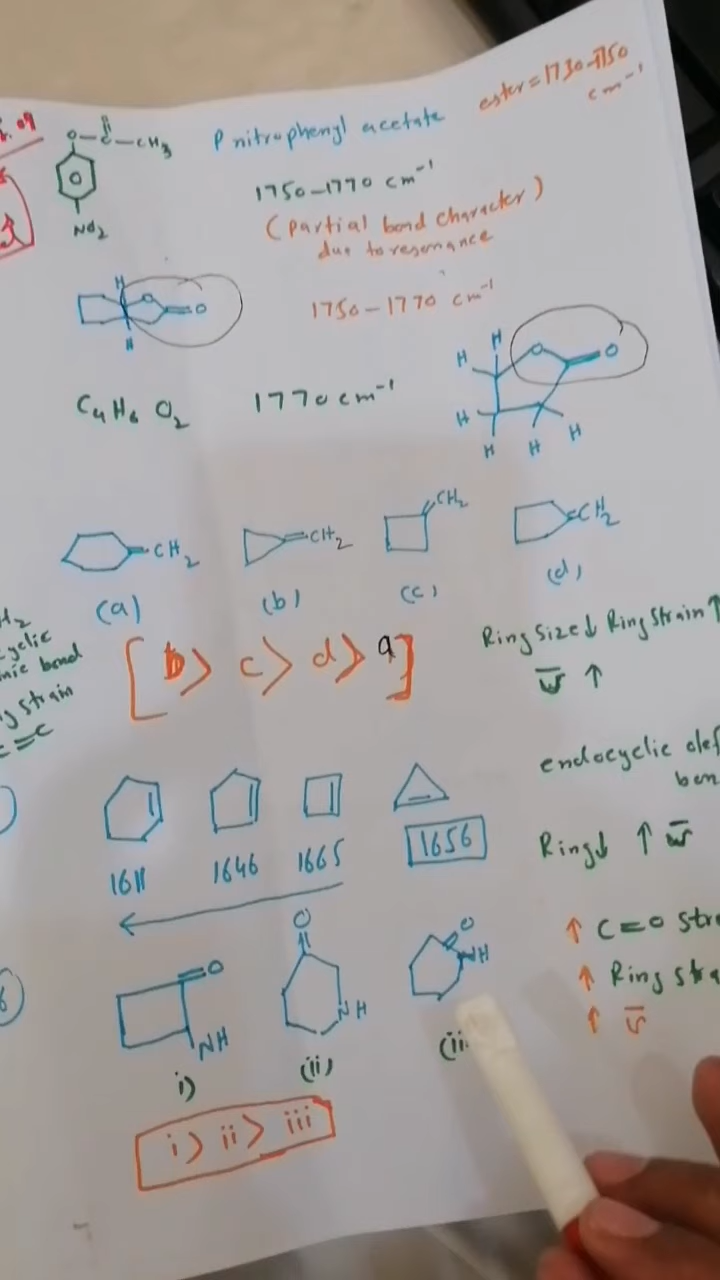 O-C-CH3
O
NO2
P nitrophenyl acetate
ester = 1730-1750
cm-1
1750-1770 cm-1
(Partial bond character)
due to resonance
H
O
=O
H
1750-1770 cm-1
C4H6O2
1770 cm-1
H
H
O
O
H
H
H
H
=CH2
=CH2
=CH2
=CH2
(a)
(b)
(c)
(d)
[b> c> d> a]
Ring size↓ Ring strain↑
ν̅ ↑
strain
C=C
endocyclic
1611
1646
1665
1656
Ring↓ ↑ ν̅
←
=O
NH
O
NH
O
NH
i)
(ii)
↑ C=O
↑ Ring
↑ ν̅
i> ii> iii